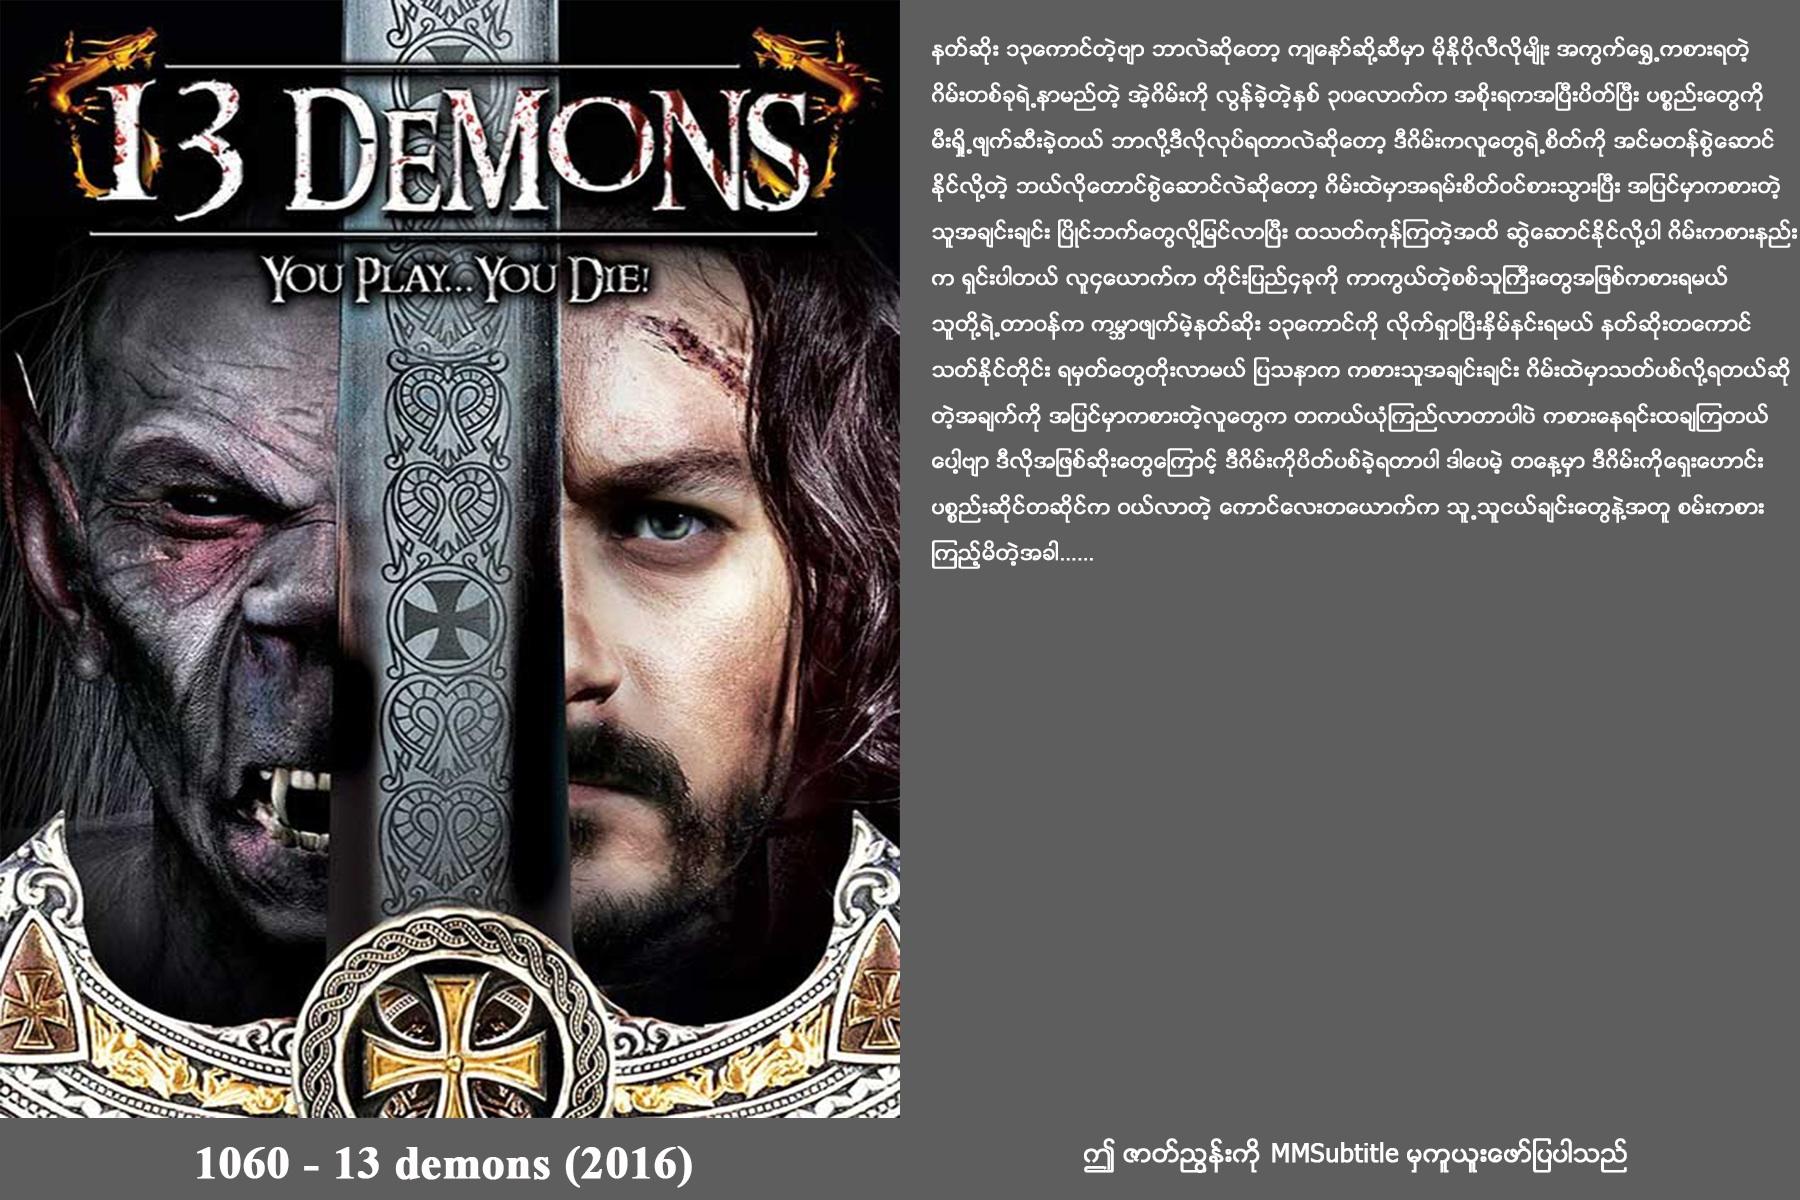 13 DEMONS
YOU PLAY... YOU DIE!
နတ်ဆိုး ၁၃ကောင်တဲ့ဗျာ ဘာလဲဆိုတော့ ကျနော်ဆို့ဆီမှာ မိုနိုပိုလီလိုမျိုး အကွက်ရွှေ့ကစားရတဲ့
ဂိမ်းတစ်ခုရဲ့နာမည်တဲ့ အဲ့ဂိမ်းကို လွန်ခဲ့တဲ့နှစ် ၃၀လောက်က အစိုးရကအပြီးပိတ်ပြီး ပစ္စည်းတွေကို
မီးရှို့ဖျက်ဆီးခဲ့တယ် ဘာလို့ဒီလိုလုပ်ရတာလဲဆိုတော့ ဒီဂိမ်းကလူတွေရဲ့စိတ်ကို အင်မတန်စွဲဆောင်
နိုင်လို့တဲ့ ဘယ်လိုတောင်စွဲဆောင်လဲဆိုတော့ ဂိမ်းထဲမှာအရမ်းစိတ်ဝင်စားသွားပြီး အပြင်မှာကစားတဲ့
သူအချင်းချင်း ပြိုင်ဘက်တွေလို့မြင်လာပြီး ထသတ်ကုန်ကြတဲ့အထိ ဆွဲဆောင်နိုင်လို့ပါ ဂိမ်းကစားနည်း
က ရှင်းပါတယ် လူ၄ယောက်က တိုင်းပြည်၄ခုကို ကာကွယ်တဲ့စစ်သူကြီးတွေအဖြစ်ကစားရမယ်
သူတို့ရဲ့တာဝန်က ကမ္ဘာဖျက်မဲ့နတ်ဆိုး ၁၃ကောင်ကို လိုက်ရှာပြီးနှိမ်နင်းရမယ် နတ်ဆိုးတကောင်
သတ်နိုင်တိုင်း ရမှတ်တွေတိုးလာမယ် ပြသနာက ကစားသူအချင်းချင်း ဂိမ်းထဲမှာသတ်ပစ်လို့ရတယ်ဆို
တဲ့အချက်ကို အပြင်မှာကစားတဲ့လူတွေက တကယ်ယုံကြည်လာတာပါပဲ ကစားနေရင်းထချကြတယ်
ပေါ့ဗျာ ဒီလိုအဖြစ်ဆိုးတွေကြောင့် ဒီဂိမ်းကိုပိတ်ပစ်ခဲ့ရတာပါ ဒါပေမဲ့ တနေ့မှာ ဒီဂိမ်းကိုရှေးဟောင်း
ပစ္စည်းဆိုင်တဆိုင်က ဝယ်လာတဲ့ ကောင်လေးတယောက်က သူ့သူငယ်ချင်းတွေနဲ့အတူ စမ်းကစား
ကြည့်မိတဲ့အခါ......
1060 - 13 demons (2016)
ဤ ဇာတ်ညွှန်းကို MMSubtitle မှကူယူးဖော်ပြပါသည်